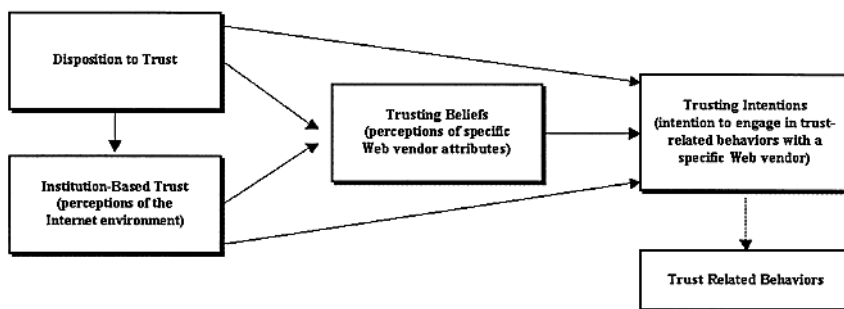 Disposition to Trust
Institution-Based Trust
(perceptions of the
Internet environment)
Trusting Beliefs
(perceptions of specific
Web vendor attributes)
Trusting Intentions
(intention to engage in trust-
related behaviors with a
specific Web vendor)
Trust Related Behaviors